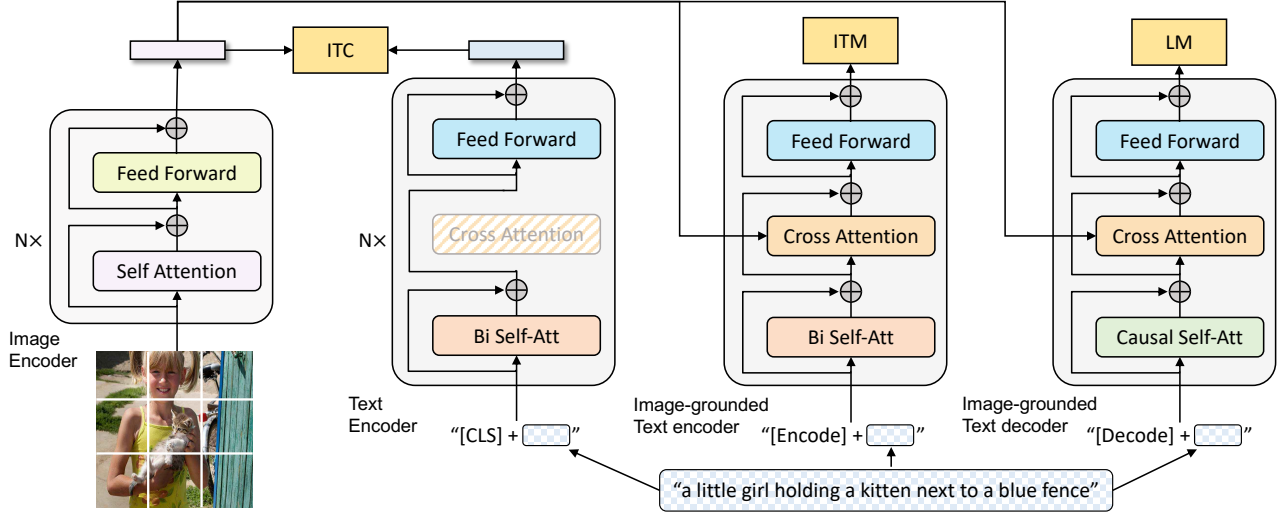 ITC
ITM
LM
Feed Forward
Self Attention
N×
Image
Encoder
Feed Forward
Cross Attention
Bi Self-Att
N×
Text
Encoder
"[CLS] + "
Feed Forward
Cross Attention
Bi Self-Att
Image-grounded
Text encoder
"[Encode] + "
Feed Forward
Cross Attention
Causal Self-Att
Image-grounded
Text decoder
"[Decode] + "
"a little girl holding a kitten next to a blue fence"